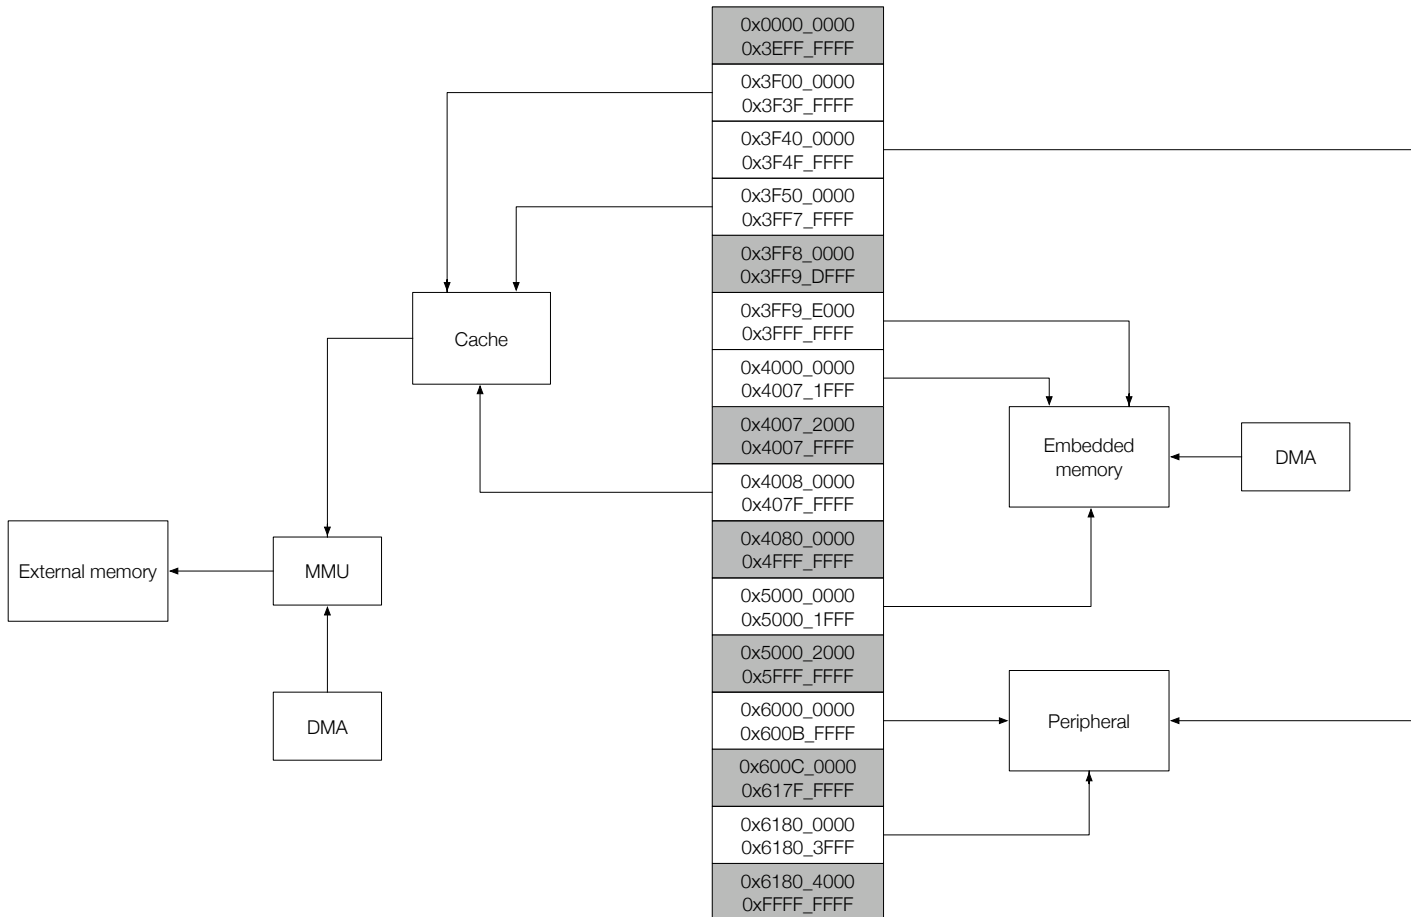 0x0000_0000
0x3EFF_FFFF
0x3F00_0000
0x3F3F_FFFF
0x3F40_0000
0x3F4F_FFFF
0x3F50_0000
0x3FF7_FFFF
0x3FF8_0000
0x3FF9_DFFF
0x3FF9_E000
0x3FFF_FFFF
0x4000_0000
0x4007_1FFF
0x4007_2000
0x4007_FFFF
0x4008_0000
0x407F_FFFF
0x4080_0000
0x4FFF_FFFF
0x5000_0000
0x5000_1FFF
0x5000_2000
0x5FFF_FFFF
0x6000_0000
0x600B_FFFF
0x600C_0000
0x617F_FFFF
0x6180_0000
0x6180_3FFF
0x6180_4000
0xFFFF_FFFF
Cache
External memory
MMU
DMA
Embedded
memory
DMA
Peripheral